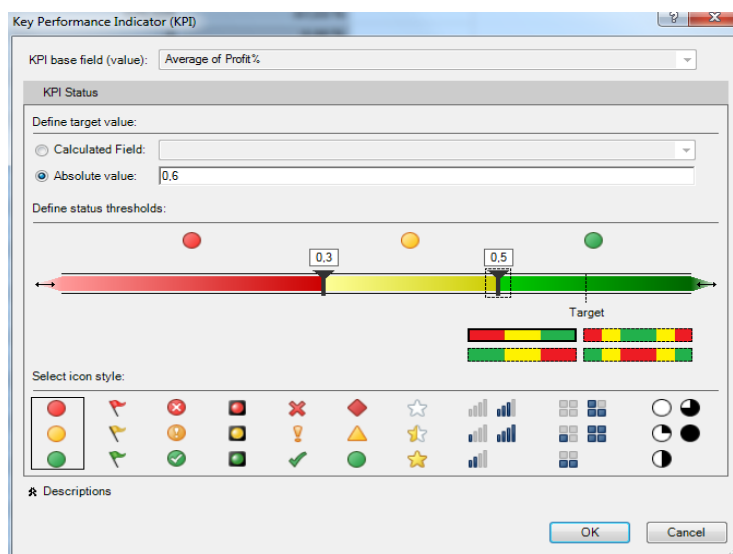 Key Performance Indicator (KPI)
KPI base field (value): Average of Profit%
KPI Status
Define target value:
Calculated Field:
Absolute value: 0,6
Define status thresholds:
0,3 0,5
Target
Select icon style:
Descriptions
OK Cancel